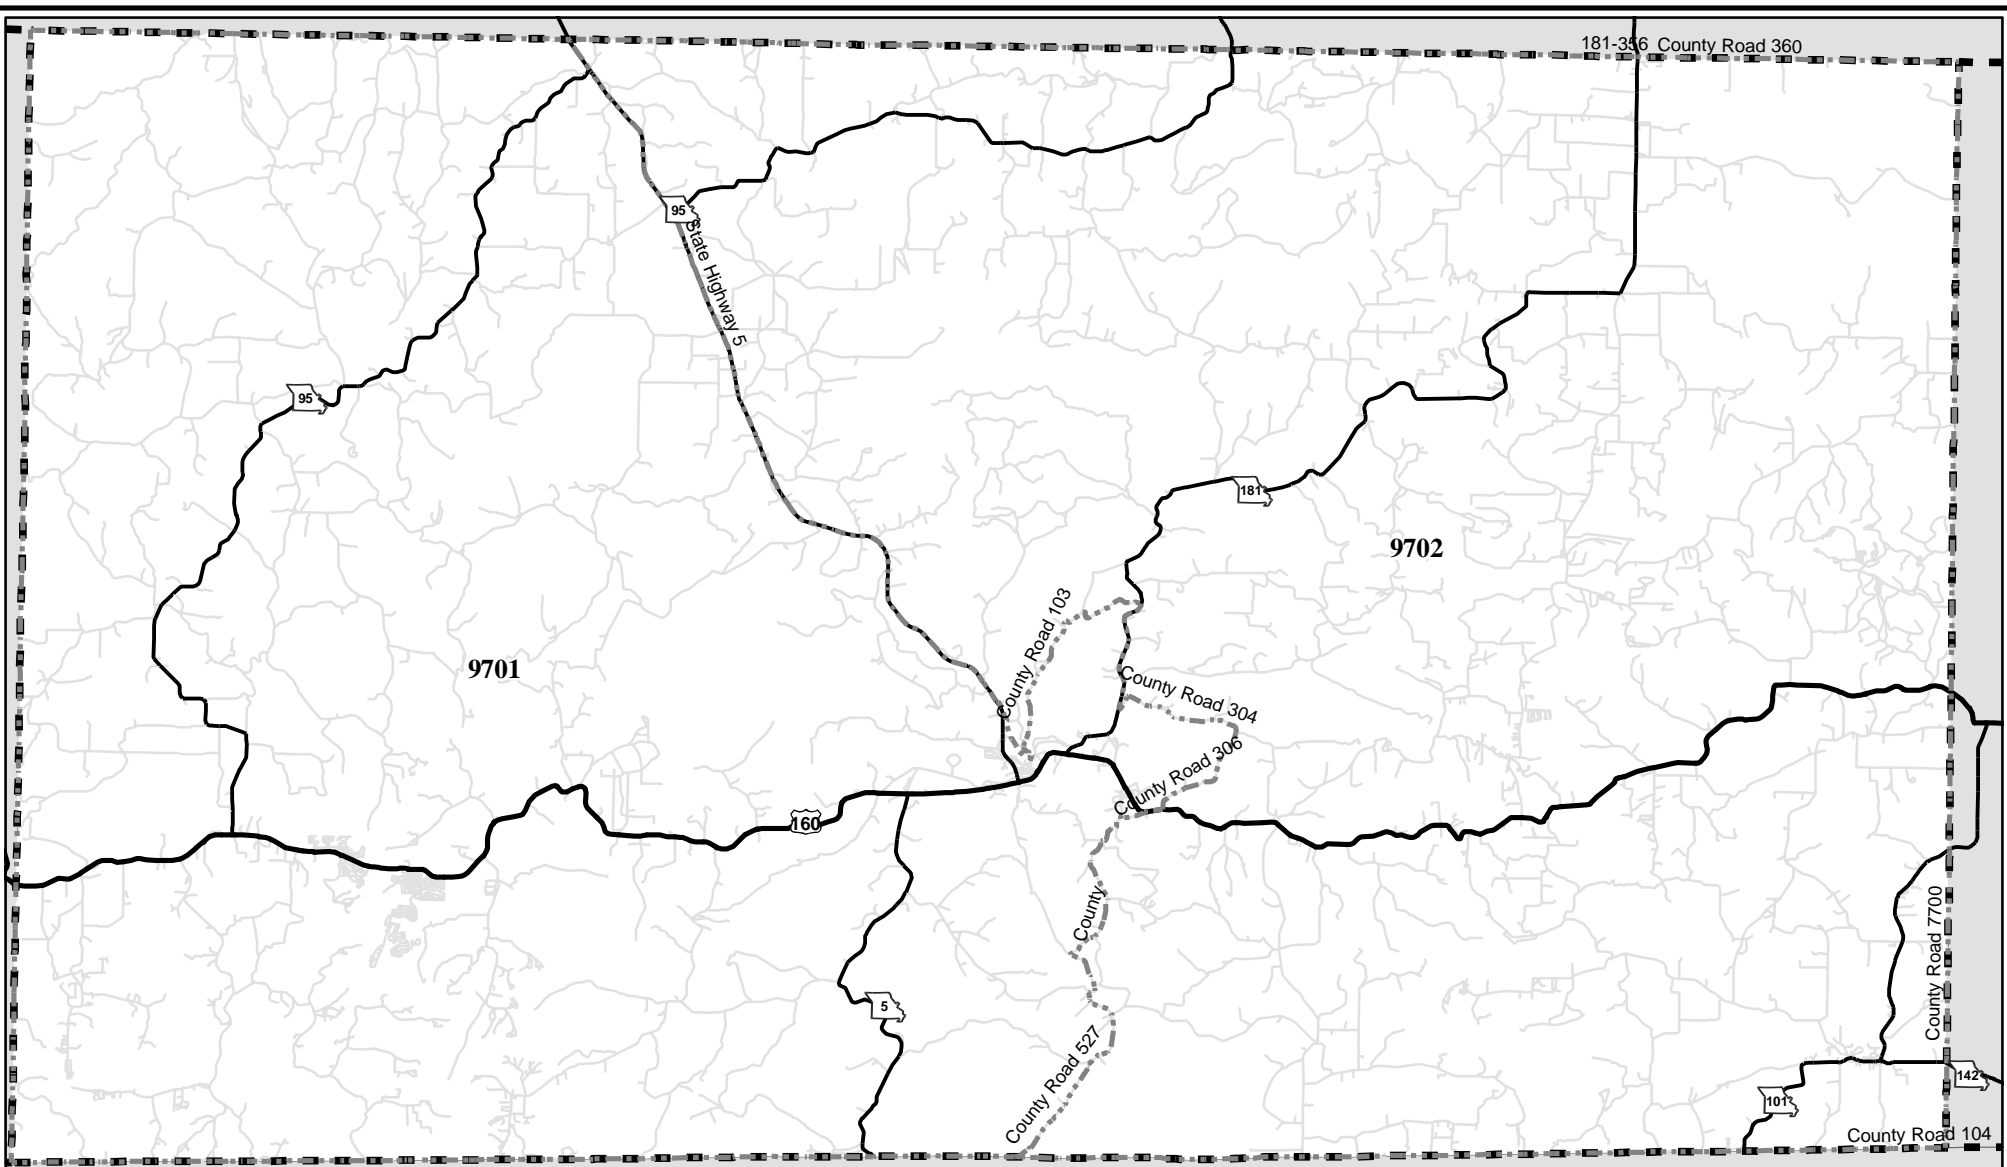 181-356 County Road 360
95
State Highway 5
95
181
9702
County Road 103
9701
County Road 304
County Road 306
160
County
County Road 7700
5
County Road 527
142
101
County Road 104